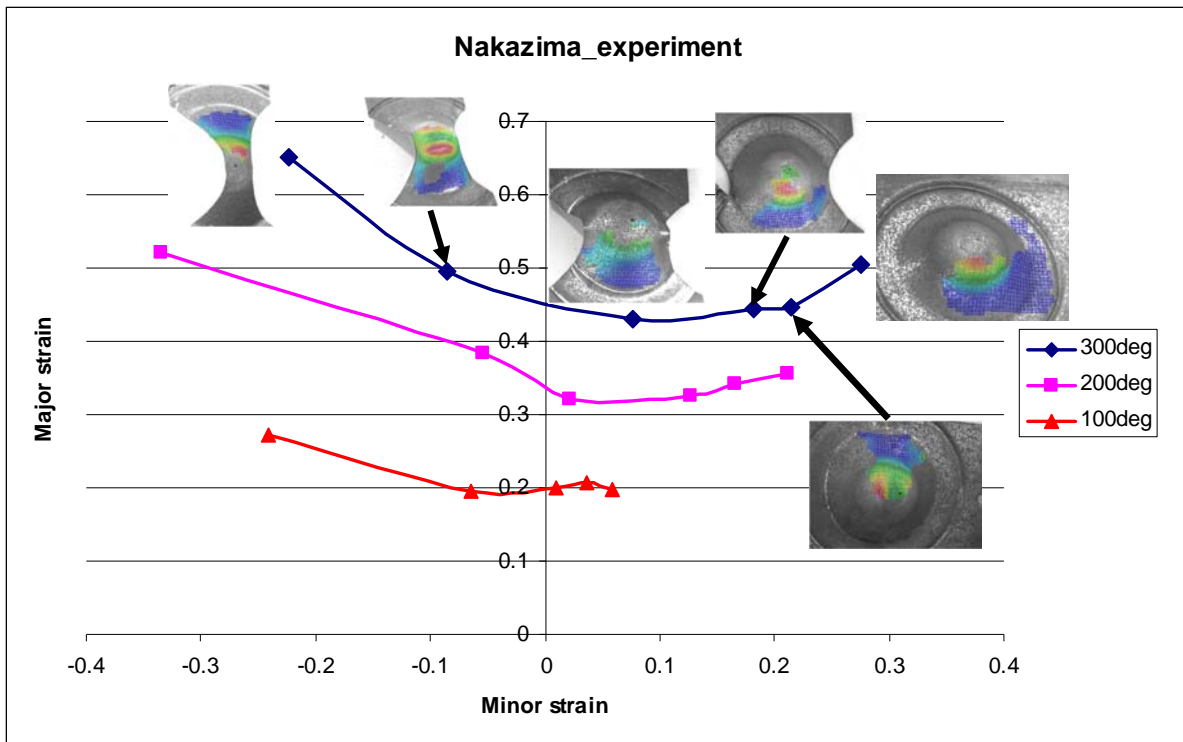 Nakazima_experiment
0.7
0.6
0.5
0.4
0.3
0.2
0.1
0
-0.4 -0.3 -0.2 -0.1 0 0.1 0.2 0.3 0.4
Major strain
Minor strain
300deg
200deg
100deg